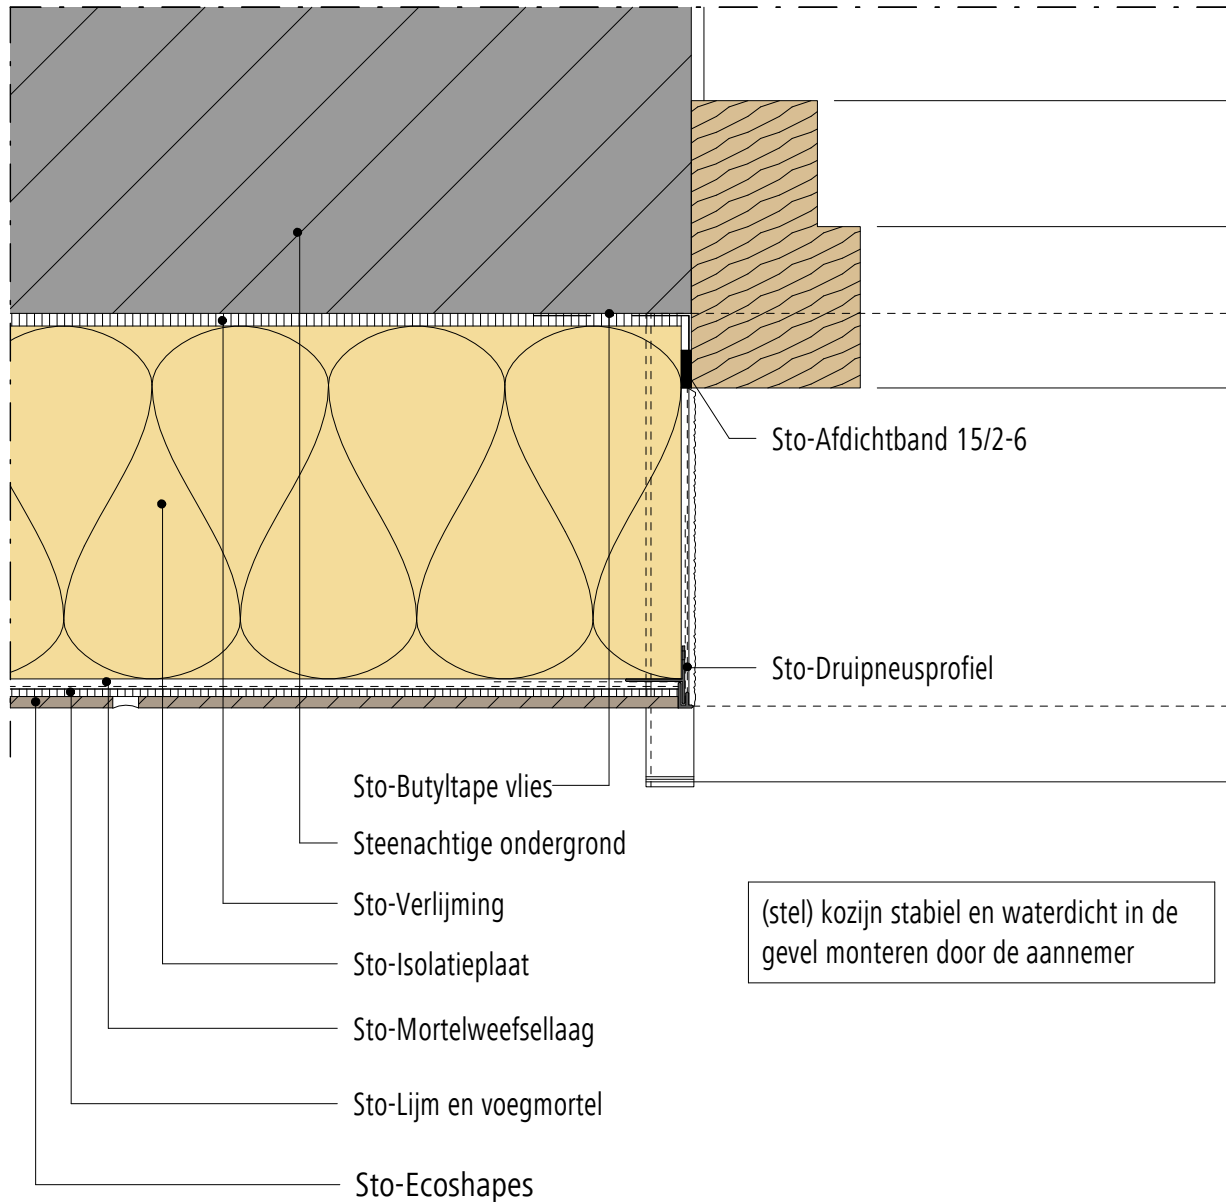 Sto-Afdichtband 15/2-6
Sto-Druipneusprofiel
Sto-Butyltape vlies
Steenachtige ondergrond
Sto-Verlijming
Sto-Isolatieplaat
Sto-Mortelweefsellaag
Sto-Lijm en voegmortel
Sto-Ecoshapes
(stel) kozijn stabiel en waterdicht in de
gevel monteren door de aannemer